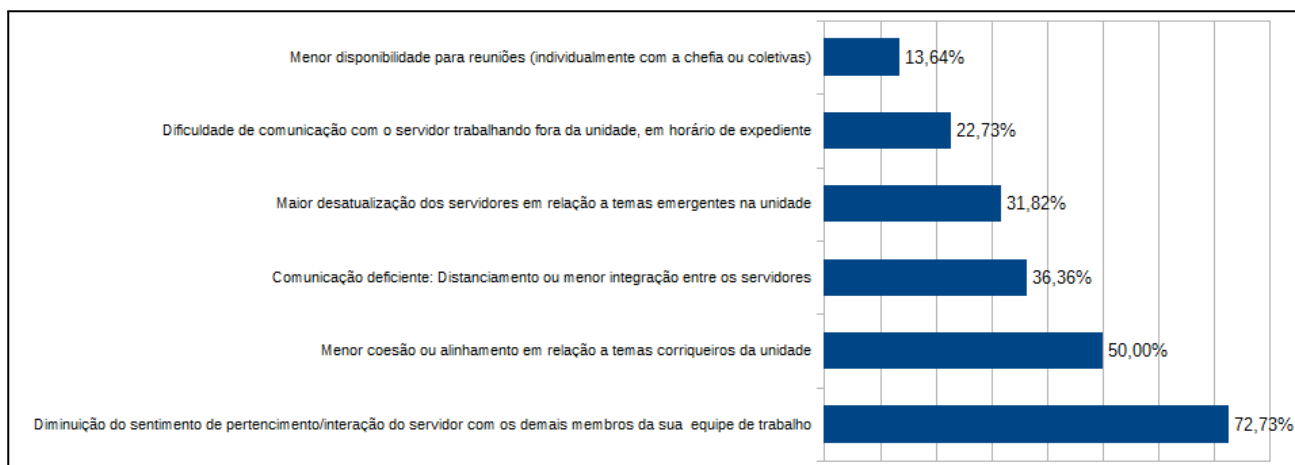 Menor disponibilidade para reuniões (individualmente com a chefia ou coletivas)
13,64%
Dificuldade de comunicação com o servidor trabalhando fora da unidade, em horário de expediente
22,73%
Maior desatualização dos servidores em relação a temas emergentes na unidade
31,82%
Comunicação deficiente: Distanciamento ou menor integração entre os servidores
36,36%
Menor coesão ou alinhamento em relação a temas corriqueiros da unidade
50,00%
Diminuição do sentimento de pertencimento/interação do servidor com os demais membros da sua equipe de trabalho
72,73%